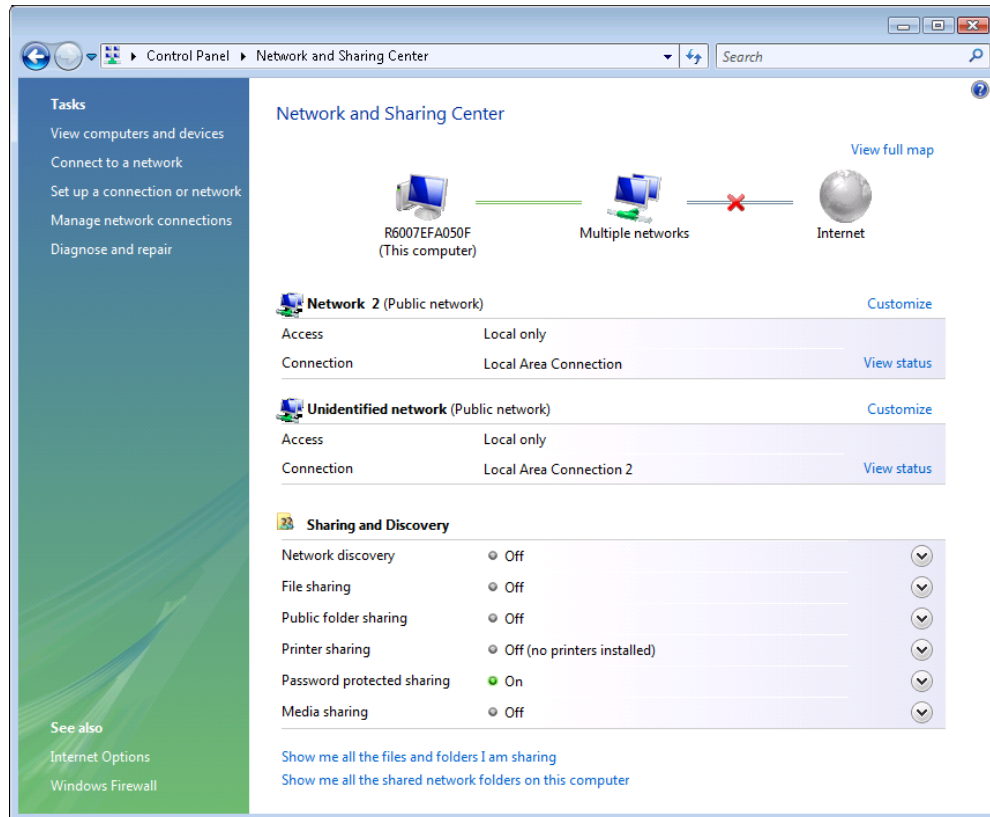 Control Panel Network and Sharing Center Search
Tasks
View computers and devices
Connect to a network
Set up a connection or network
Manage network connections
Diagnose and repair
See also
Internet Options
Windows Firewall
Network and Sharing Center
View full map
R6007EFA050F
(This computer)
Multiple networks
Internet
Network 2 (Public network) Customize
Access Local only
Connection Local Area Connection View status
Unidentified network (Public network) Customize
Access Local only
Connection Local Area Connection 2 View status
Sharing and Discovery
Network discovery Off
File sharing Off
Public folder sharing Off
Printer sharing Off (no printers installed)
Password protected sharing On
Media sharing Off
Show me all the files and folders I am sharing
Show me all the shared network folders on this computer